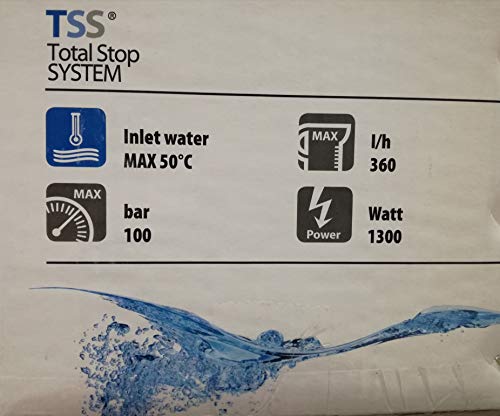 TSS®
Total Stop
SYSTEM
Inlet water
MAX 50°C
MAX
l/h
360
MAX
bar
100
Power
Watt
1300